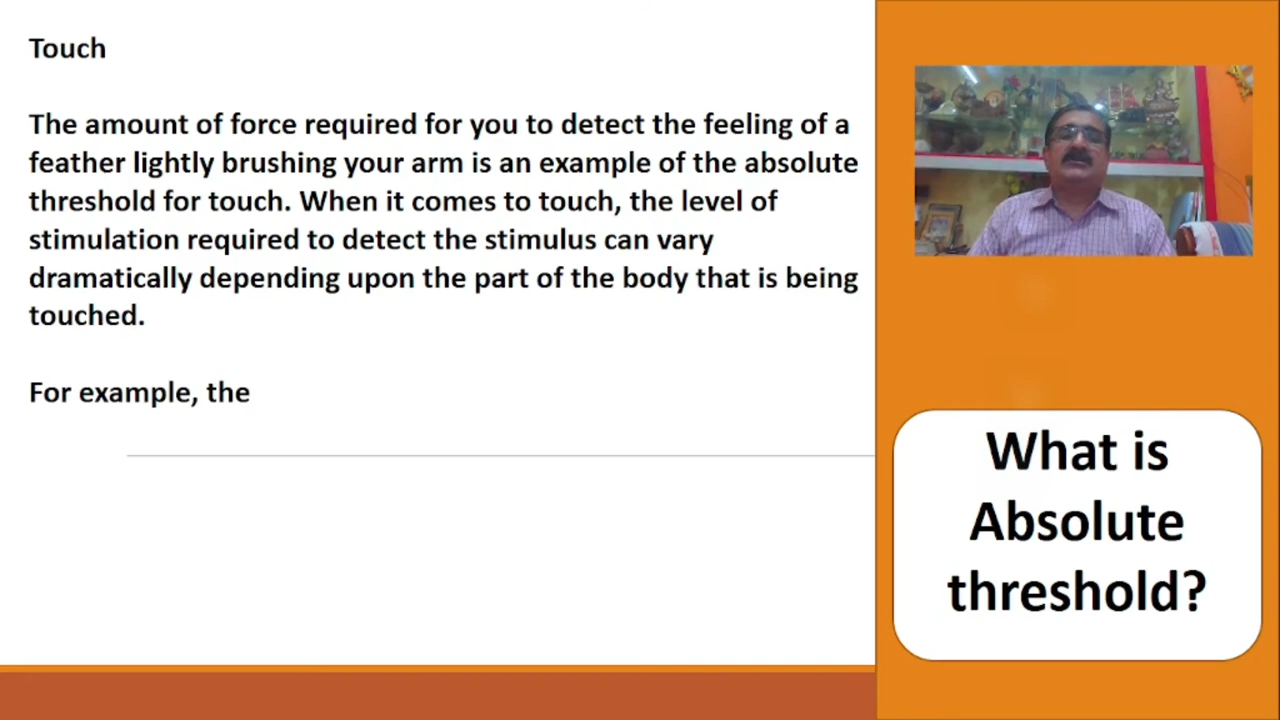 Touch
The amount of force required for you to detect the feeling of a
feather lightly brushing your arm is an example of the absolute
threshold for touch. When it comes to touch, the level of
stimulation required to detect the stimulus can vary
dramatically depending upon the part of the body that is being
touched.
For example, the
What is
Absolute
threshold?